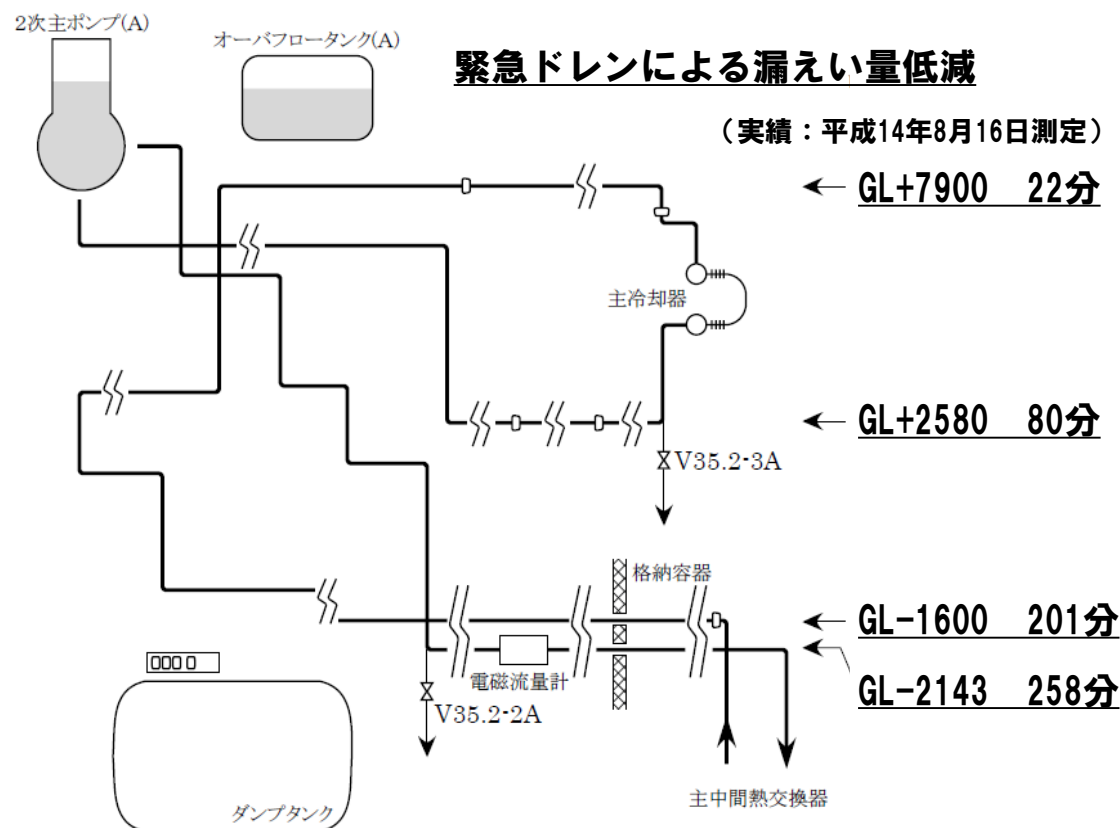 2次主ポンプ(A)
オーバフロータンク(A)
緊急ドレンによる漏えい量低減
（実績：平成14年8月16日測定）
GL+7900 22分
主冷却器
GL+2580 80分
V35.2-3A
格納容器
GL-1600 201分
電磁流量計
GL-2143 258分
V35.2-2A
主中間熱交換器
ダンプタンク